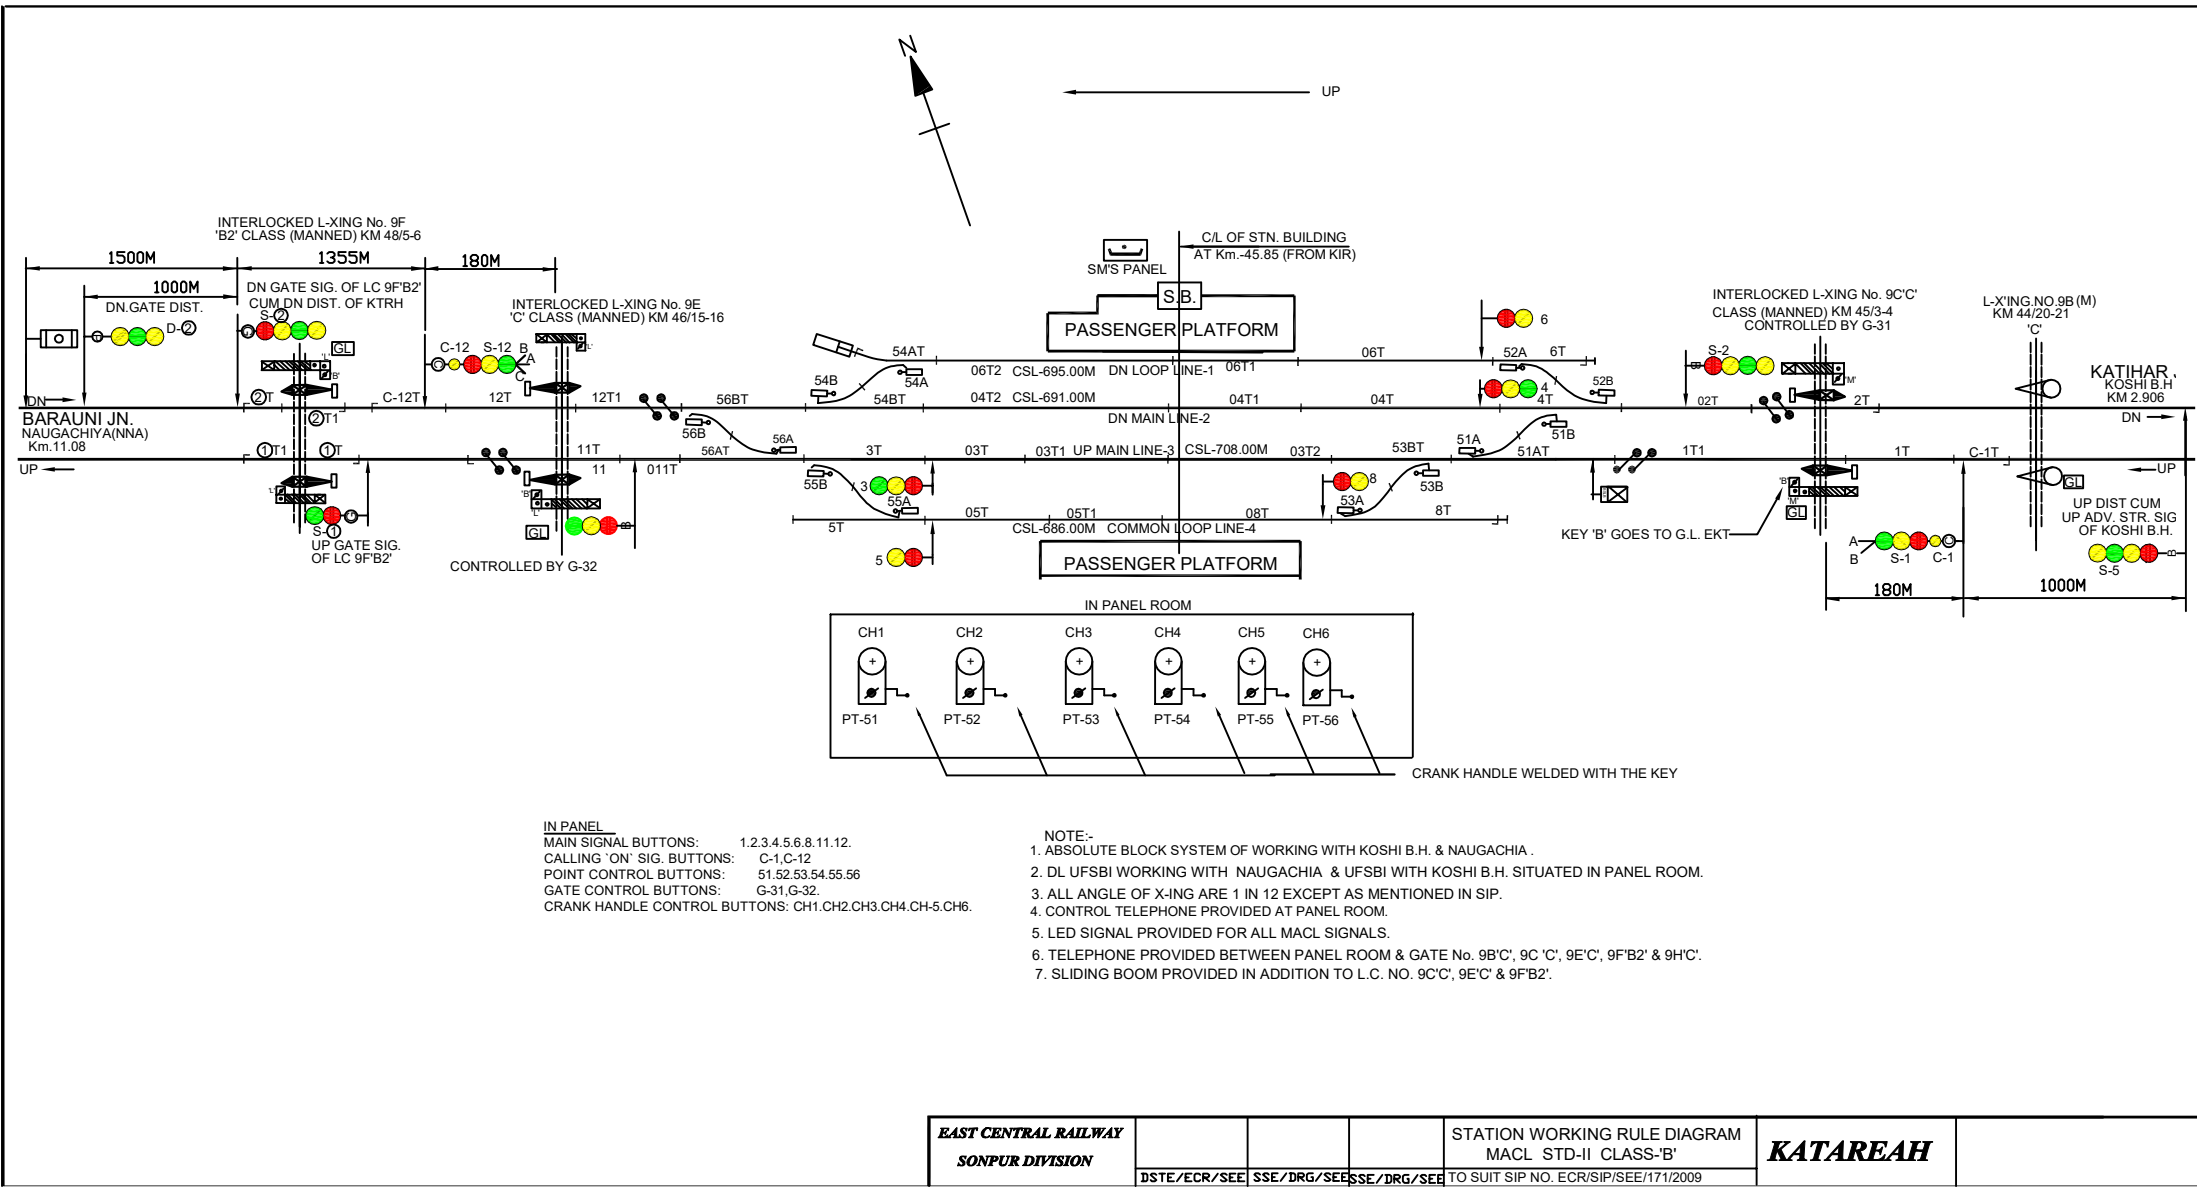 N
UP
INTERLOCKED L-XING No. 9F
'B2' CLASS (MANNED) KM 48/5-6
1500M
1355M
180M
1000M
DN.GATE DIST.
D-2
DN GATE SIG. OF LC 9F'B2'
CUM DN DIST. OF KTRH
S-2
GL
'L'
'B'
INTERLOCKED L-XING No. 9E
'C' CLASS (MANNED) KM 46/15-16
C-12
S-12
B
A
C
'L'
SM'S PANEL
C/L OF STN. BUILDING
AT Km.-45.85 (FROM KIR)
S.B.
PASSENGER PLATFORM
6
4
INTERLOCKED L-XING No. 9C'C'
CLASS (MANNED) KM 45/3-4
CONTROLLED BY G-31
S-2
'M'
L-X'ING.NO.9B (M)
KM 44/20-21
'C'
KATIHAR
KOSHI B.H
KM 2.906
DN
54AT
06T2
CSL-695.00M
DN LOOP LINE-1
06T1
06T
52A
6T
54B
54A
52B
DN
2T
2T1
C-12T
12T
12T1
56BT
54BT
04T2
CSL-691.00M
04T1
04T
4T
02T
2T
DN MAIN LINE-2
BARAUNI JN.
NAUGACHIYA(NNA)
Km.11.08
UP
1T1
1T
11T
11
011T
56B
56AT
56A
3T
03T
03T1
UP MAIN LINE-3
CSL-708.00M
03T2
53BT
51A
51B
51AT
1T1
1T
C-1T
UP
55B
3
55A
8
53A
53B
5T
05T
05T1
08T
8T
CSL-686.00M
COMMON LOOP LINE-4
5
PASSENGER PLATFORM
'L'
S-1
UP GATE SIG.
OF LC 9F'B2'
'B'
'L'
GL
CONTROLLED BY G-32
'B'
'M'
GL
KEY 'B' GOES TO G.L. EKT
A
B
S-1
C-1
GL
UP DIST CUM
UP ADV. STR. SIG
OF KOSHI B.H.
S-5
180M
1000M
IN PANEL ROOM
CH1 CH2 CH3 CH4 CH5 CH6
PT-51 PT-52 PT-53 PT-54 PT-55 PT-56
CRANK HANDLE WELDED WITH THE KEY
IN PANEL
MAIN SIGNAL BUTTONS: 1.2.3.4.5.6.8.11.12.
CALLING `ON` SIG. BUTTONS: C-1,C-12
POINT CONTROL BUTTONS: 51.52.53.54.55.56
GATE CONTROL BUTTONS: G-31,G-32.
CRANK HANDLE CONTROL BUTTONS: CH1.CH2.CH3.CH4.CH-5.CH6.
NOTE:-
1. ABSOLUTE BLOCK SYSTEM OF WORKING WITH KOSHI B.H. & NAUGACHIA .
2. DL UFSBI WORKING WITH NAUGACHIA & UFSBI WITH KOSHI B.H. SITUATED IN PANEL ROOM.
3. ALL ANGLE OF X-ING ARE 1 IN 12 EXCEPT AS MENTIONED IN SIP.
4. CONTROL TELEPHONE PROVIDED AT PANEL ROOM.
5. LED SIGNAL PROVIDED FOR ALL MACL SIGNALS.
6. TELEPHONE PROVIDED BETWEEN PANEL ROOM & GATE No. 9B'C', 9C 'C', 9E'C', 9F'B2' & 9H'C'.
7. SLIDING BOOM PROVIDED IN ADDITION TO L.C. NO. 9C'C', 9E'C' & 9F'B2'.
EAST CENTRAL RAILWAY
SONPUR DIVISION
DSTE/ECR/SEE
SSE/DRG/SEE
SSE/DRG/SEE
STATION WORKING RULE DIAGRAM
MACL STD-II CLASS-'B'
TO SUIT SIP NO. ECR/SIP/SEE/171/2009
KATAREAH